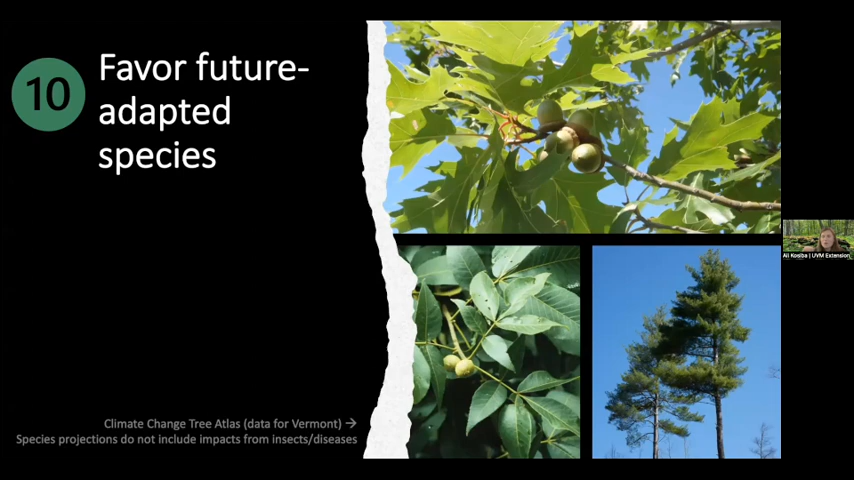 10
Favor future-
adapted
species
Climate Change Tree Atlas (data for Vermont) →
Species projections do not include impacts from insects/diseases
Ali Kosiba | UVM Extension